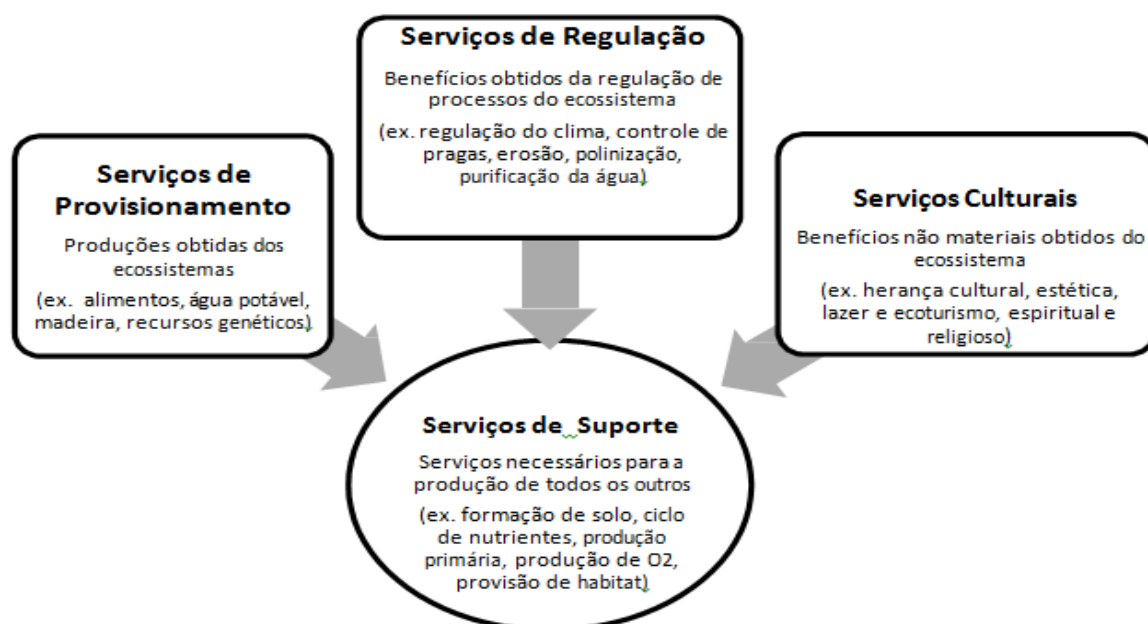 Serviços de Regulação
Benefícios obtidos da regulação de
processos do ecossistema
(ex. regulação do clima, controle de
pragas, erosão, polinização,
purificação da água)
Serviços de
Provisionamento
Produções obtidas dos
ecossistemas
(ex. alimentos, água potável,
madeira, recursos genéticos)
Serviços Culturais
Benefícios não materiais obtidos do
ecossistema
(ex. herança cultural, estética,
lazer e ecoturismo, espiritual e
religioso)
Serviços de Suporte
Serviços necessários para a
produção de todos os outros
(ex. formação de solo, ciclo
de nutrientes, produção
primária, produção de O2,
provisão de habitat)